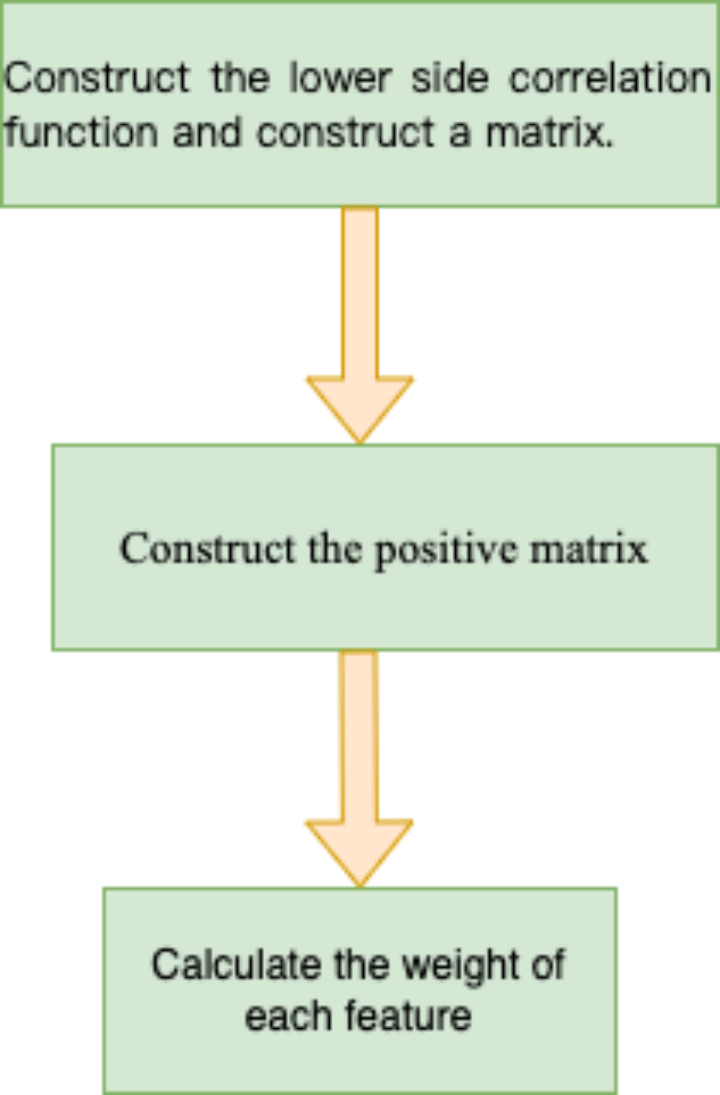 Construct the lower side correlation
function and construct a matrix.
Construct the positive matrix
Calculate the weight of
each feature